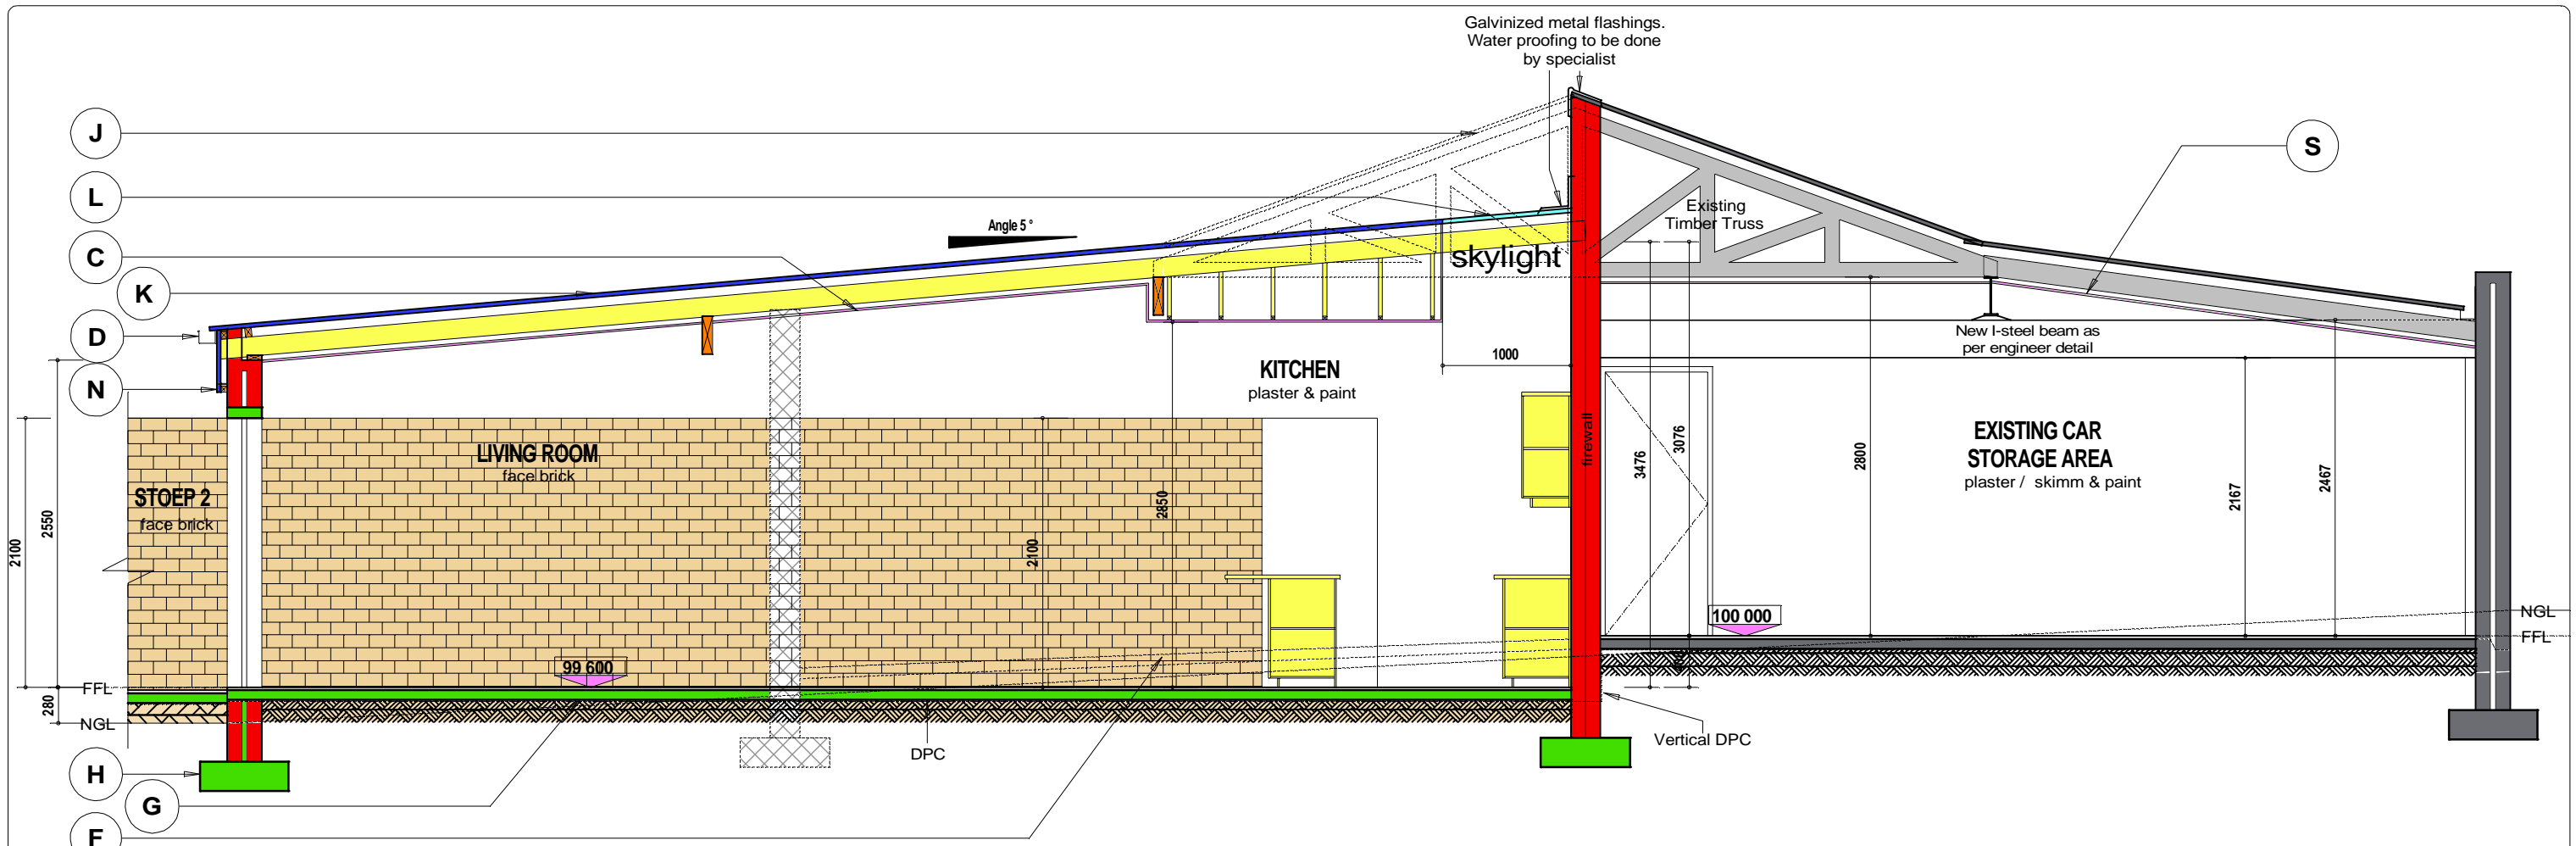 Galvinized metal flashings.
Water proofing to be done
by specialist
J
L
C
K
D
N
H
G
F
S
Angle 5 °
Existing
Timber Truss
skylight
New I-steel beam as
per engineer detail
1000
KITCHEN
plaster & paint
firewall
3476
3076
2800
2167
2467
EXISTING CAR
STORAGE AREA
plaster / skimm & paint
LIVING ROOM
face brick
STOEP 2
face brick
2550
2100
2850
2100
100 000
99 600
NGL
FFL
FFL
280
NGL
DPC
Vertical DPC